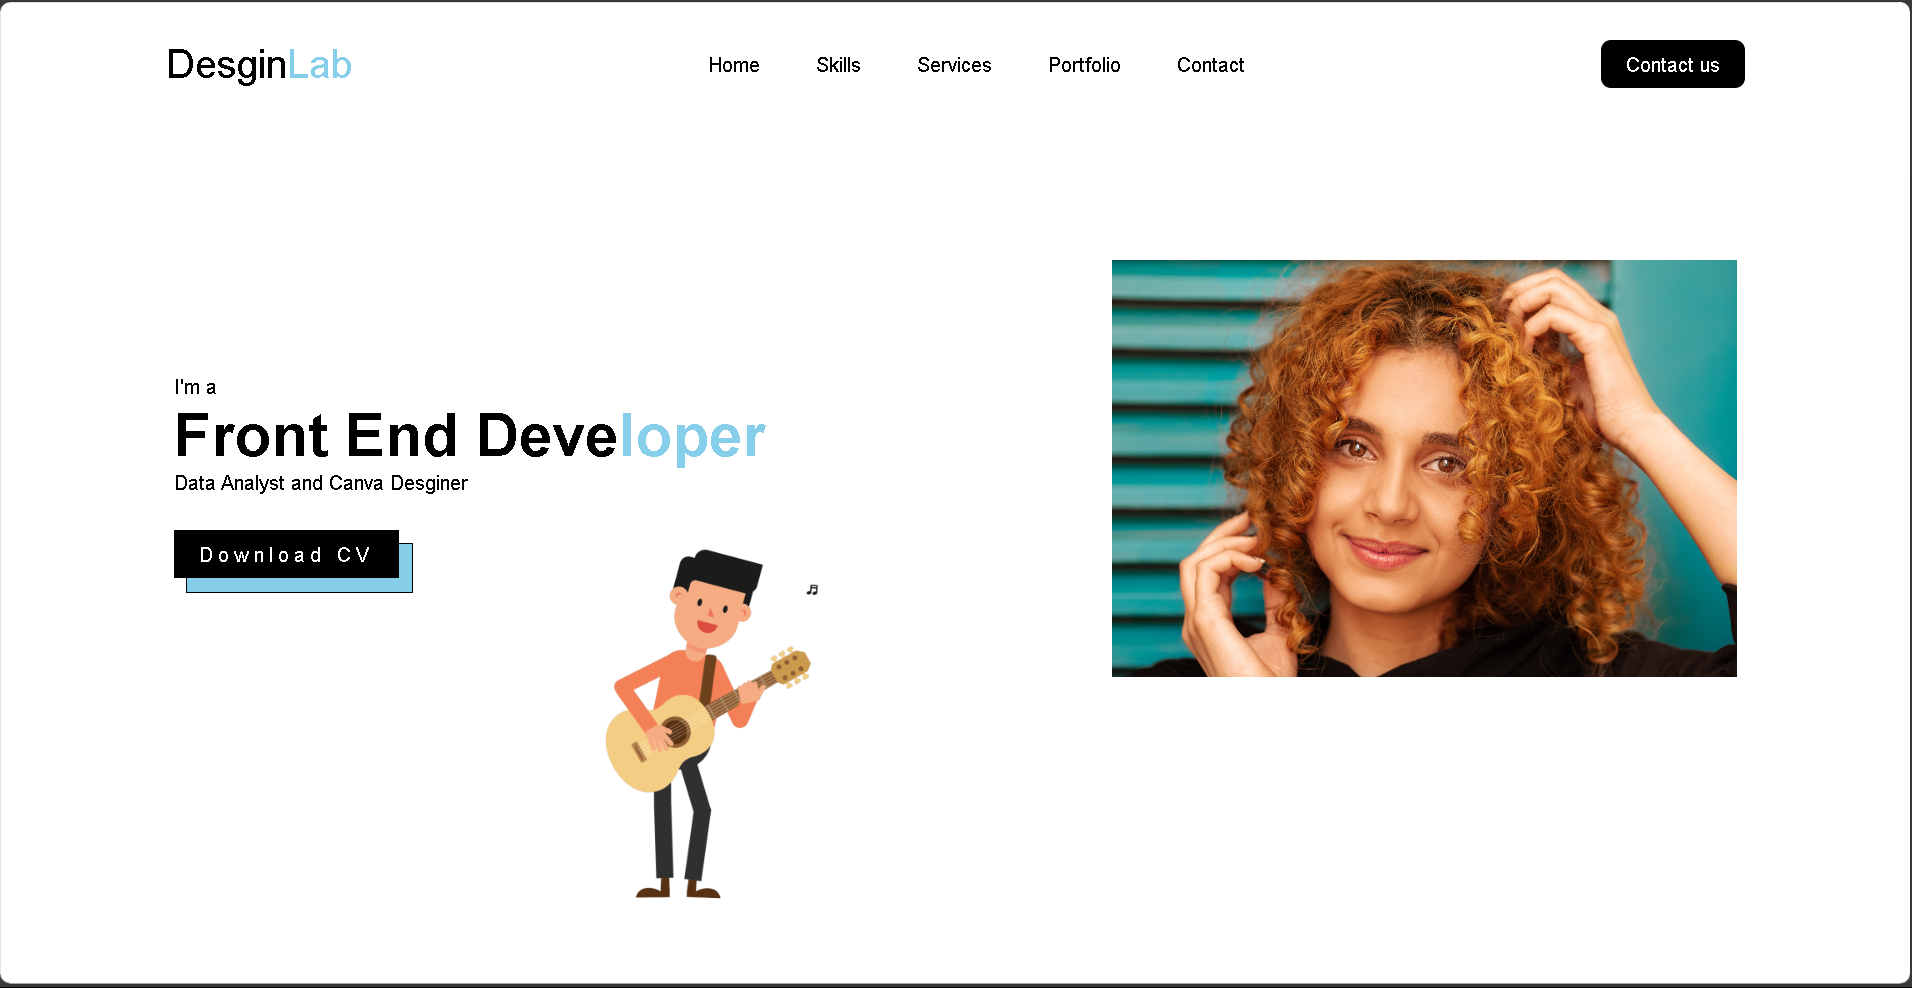 DesginLab
Home Skills Services Portfolio Contact
Contact us
I'm a
Front End Developer
Data Analyst and Canva Desginer
Download CV